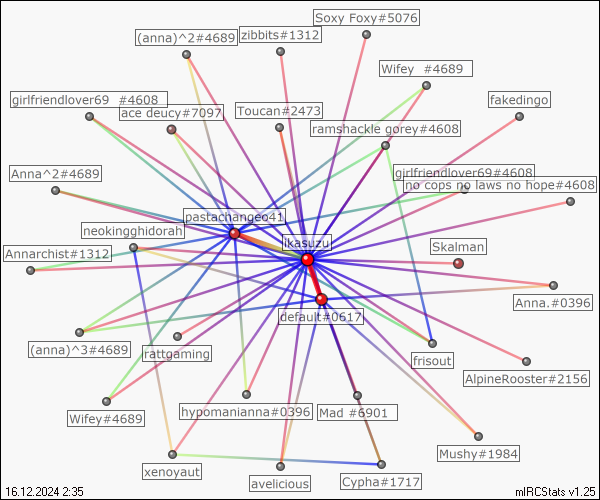 Soxy Foxy#5076
(anna)^2#4689
zibbits#1312
Wifey_#4689
girlfriendlover69_#4608
fakedingo
ace deucy#7097
Toucan#2473
ramshackle gorey#4608
Anna^2#4689
girlfriendlover69#4608
no cops no laws no hope#4608
pastachangeo41
neokingghidorah
ikasuzu
Annarchist#1312
Skalman
Anna.#0396
default#0617
(anna)^3#4689
rattgaming
frisout
AlpineRooster#2156
Wifey#4689
hypomanianna#0396
Mad_#6901
Mushy#1984
xenoyaut
avelicious
Cypha#1717
16.12.2024 2:35
mIRCStats v1.25